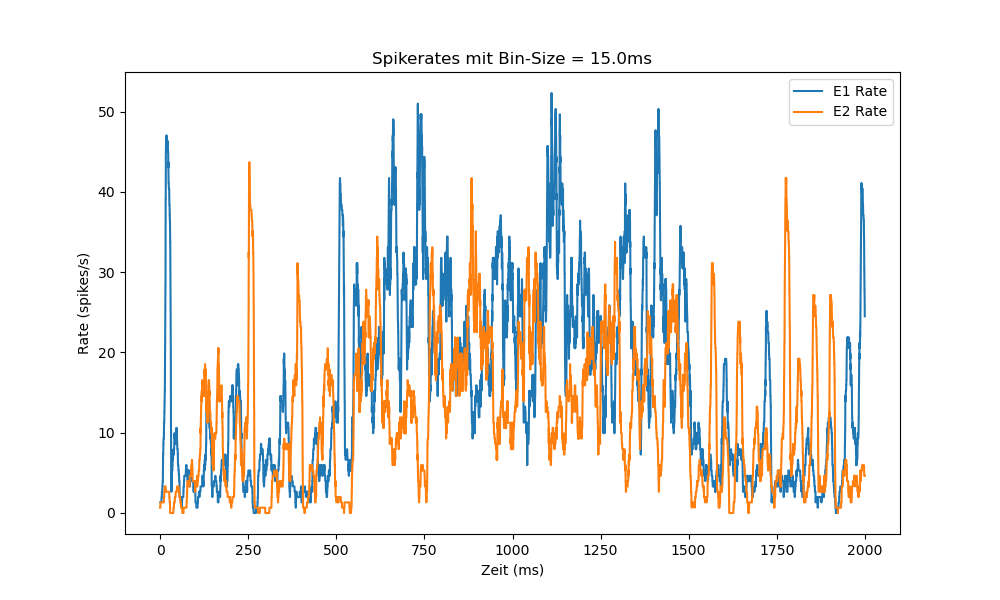 Spikerates mit Bin-Size = 15.0ms
E1 Rate
E2 Rate
Rate (spikes/s)
50
40
30
20
10
0
0 250 500 750 1000 1250 1500 1750 2000
Zeit (ms)